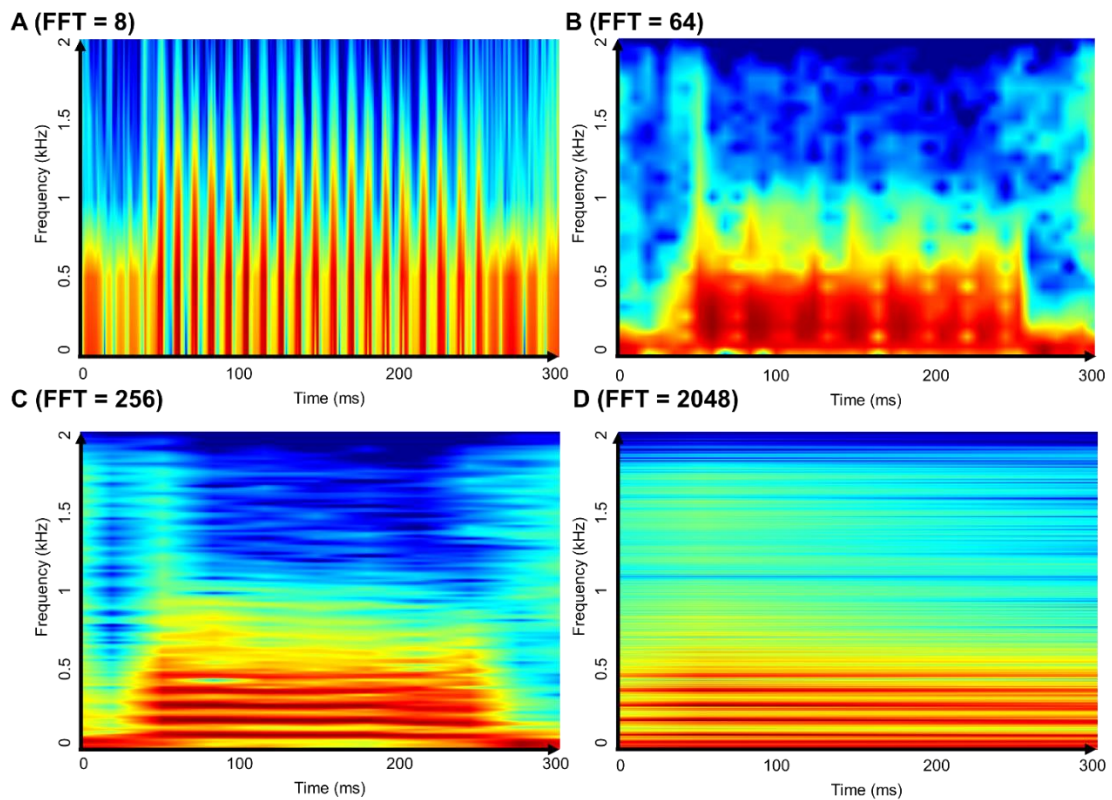 A (FFT = 8)
2
1.5
1
0.5
0
Frequency (kHz)
100
200
300
Time (ms)
B (FFT = 64)
2
1.5
1
0.5
0
Frequency (kHz)
0
100
200
300
Time (ms)
C (FFT = 256)
2
1.5
1
0.5
0
Frequency (kHz)
0
100
200
300
Time (ms)
D (FFT = 2048)
2
1.5
1
0.5
0
Frequency (kHz)
0
100
200
300
Time (ms)